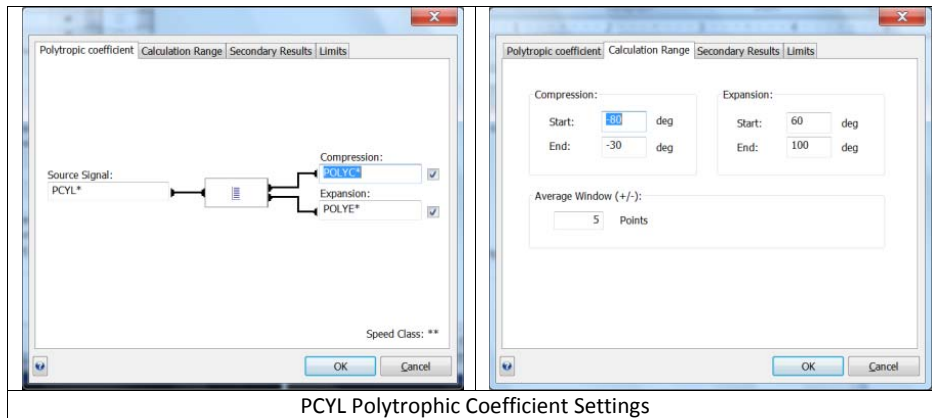 Polytropic coefficient Calculation Range Secondary Results Limits
Source Signal:
PCYL*
Compression:
POLYC*
Expansion:
POLYE*
Speed Class: **
OK Cancel
Polytropic coefficient Calculation Range Secondary Results Limits
Compression:
Start: -80 deg
End: -30 deg
Expansion:
Start: 60 deg
End: 100 deg
Average Window (+/-):
5 Points
OK Cancel
PCYL Polytrophic Coefficient Settings